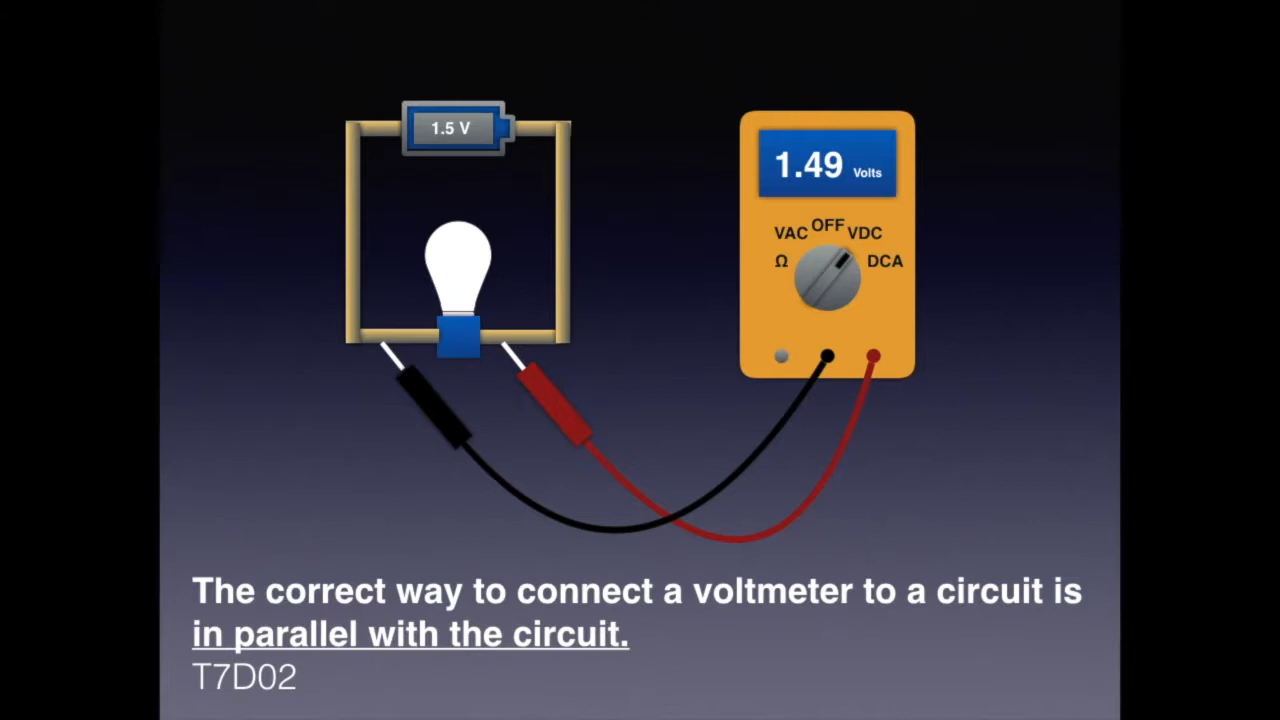 1.5 V
1.49 Volts
OFF
VAC VDC
Ω DCA
The correct way to connect a voltmeter to a circuit is
in parallel with the circuit.
T7D02